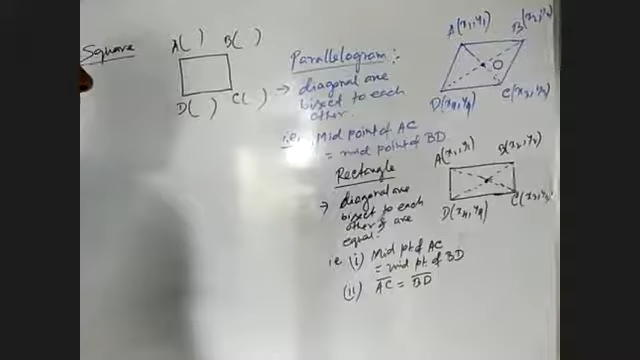 Square
A( ) B( )
D( ) C( )
Parallelogram :-
→ diagonal are
bisect to each
other.
i.e. Mid point of AC
= mid point of BD
A(x₁,y₁) B(x₂,y₂)
O
D(x₄,y₄) C(x₃,y₃)
Rectangle
→ diagonal are
bisect to each
other & are
equal.
i.e (i) Mid pt of AC
= mid pt. of BD
(ii) AC = BD
A(x₁,y₁) B(x₂,y₂)
D(x₄,y₄) C(x₃,y₃)